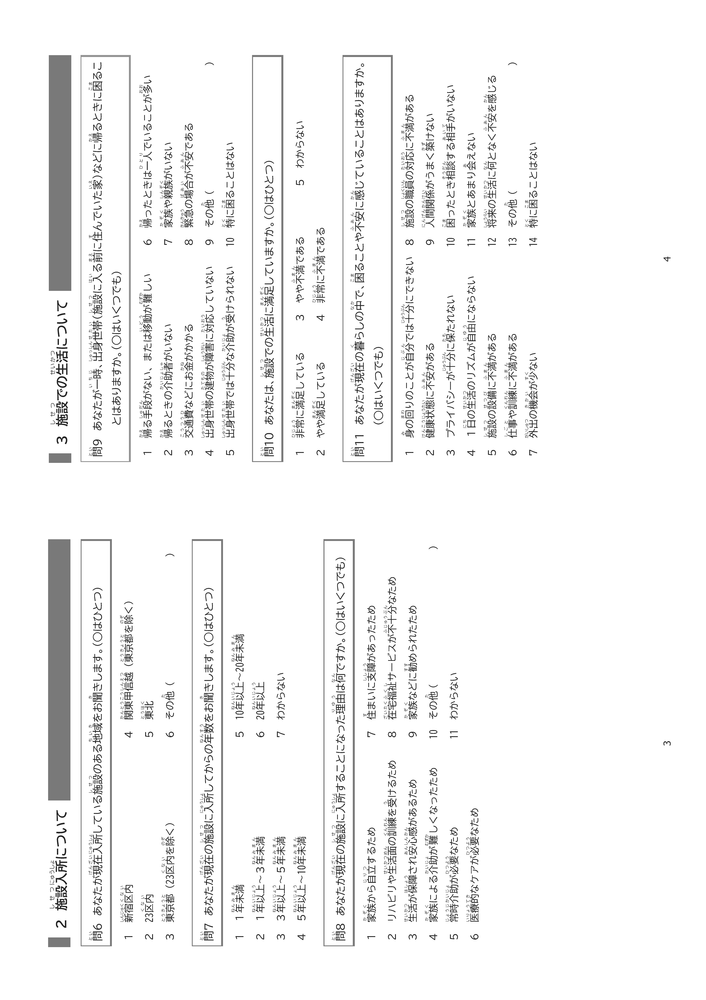 2 施設入所について
問6 あなたが現在入所している施設のある地域をお聞きします。（○はひとつ）
1 新宿区内
2 23区内
3 東京都（23区内を除く）
4 関東甲信越（東京都を除く）
5 東北
6 その他（ ）
問7 あなたが現在の施設に入所してからの年数をお聞きします。（○はひとつ）
1 1年未満
2 1年以上～3年未満
3 3年以上～5年未満
4 5年以上～10年未満
5 10年以上～20年未満
6 20年以上
7 わからない
問8 あなたが現在の施設に入所することになった理由は何ですか。（○はいくつでも）
1 家族から自立するため
2 リハビリや生活面の訓練を受けるため
3 生活が保障され安心感があるため
4 家族による介助が難しくなったため
5 常時介助が必要なため
6 医療的なケアが必要なため
7 住まいに支障があったため
8 在宅福祉サービスが不十分なため
9 家族などに勧められたため
10 その他（ ）
11 わからない
3
3 施設での生活について
問9 あなたが一時、出身世帯（施設に入る前に住んでいた家）などに帰るときに困るこ
とはありますか。（○はいくつでも）
1 帰る手段がない、または移動が難しい
2 帰るときの介助者がいない
3 交通費などにお金がかかる
4 出身世帯の建物が障害に対応していない
5 出身世帯では十分な介助が受けられない
6 帰ったときは一人でいることが多い
7 家族や親族がいない
8 緊急の場合が不安である
9 その他（ ）
10 特に困ることはない
問10 あなたは、施設での生活に満足していますか。（○はひとつ）
1 非常に満足している
2 やや満足している
3 やや不満である
4 非常に不満である
5 わからない
問11 あなたが現在の暮らしの中で、困ることや不安に感じていることはありますか。
（○はいくつでも）
1 身の回りのことが自分では十分にできない
2 健康状態に不安がある
3 プライバシーが十分に保たれない
4 1日の生活のリズムが自由にならない
5 施設の設備に不満がある
6 仕事や訓練に不満がある
7 外出の機会が少ない
8 施設の職員の対応に不満がある
9 人間関係がうまく築けない
10 困ったとき相談する相手がいない
11 家族とあまり会えない
12 将来の生活に何となく不安を感じる
13 その他（ ）
14 特に困ることはない
4